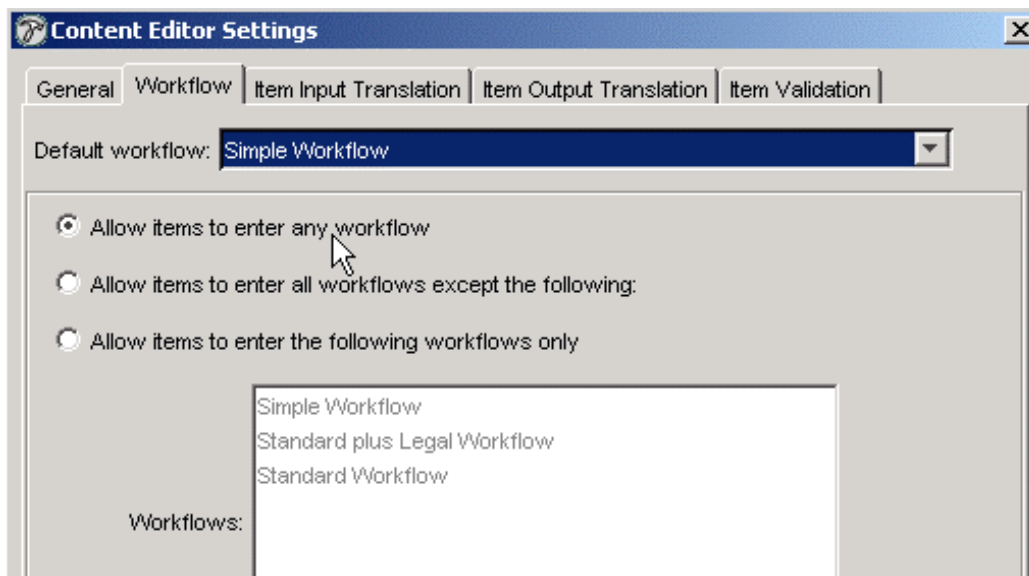 Content Editor Settings
General Workflow Item Input Translation Item Output Translation Item Validation
Default workflow: Simple Workflow
Allow items to enter any workflow
Allow items to enter all workflows except the following:
Allow items to enter the following workflows only
Simple Workflow
Standard plus Legal Workflow
Standard Workflow
Workflows: